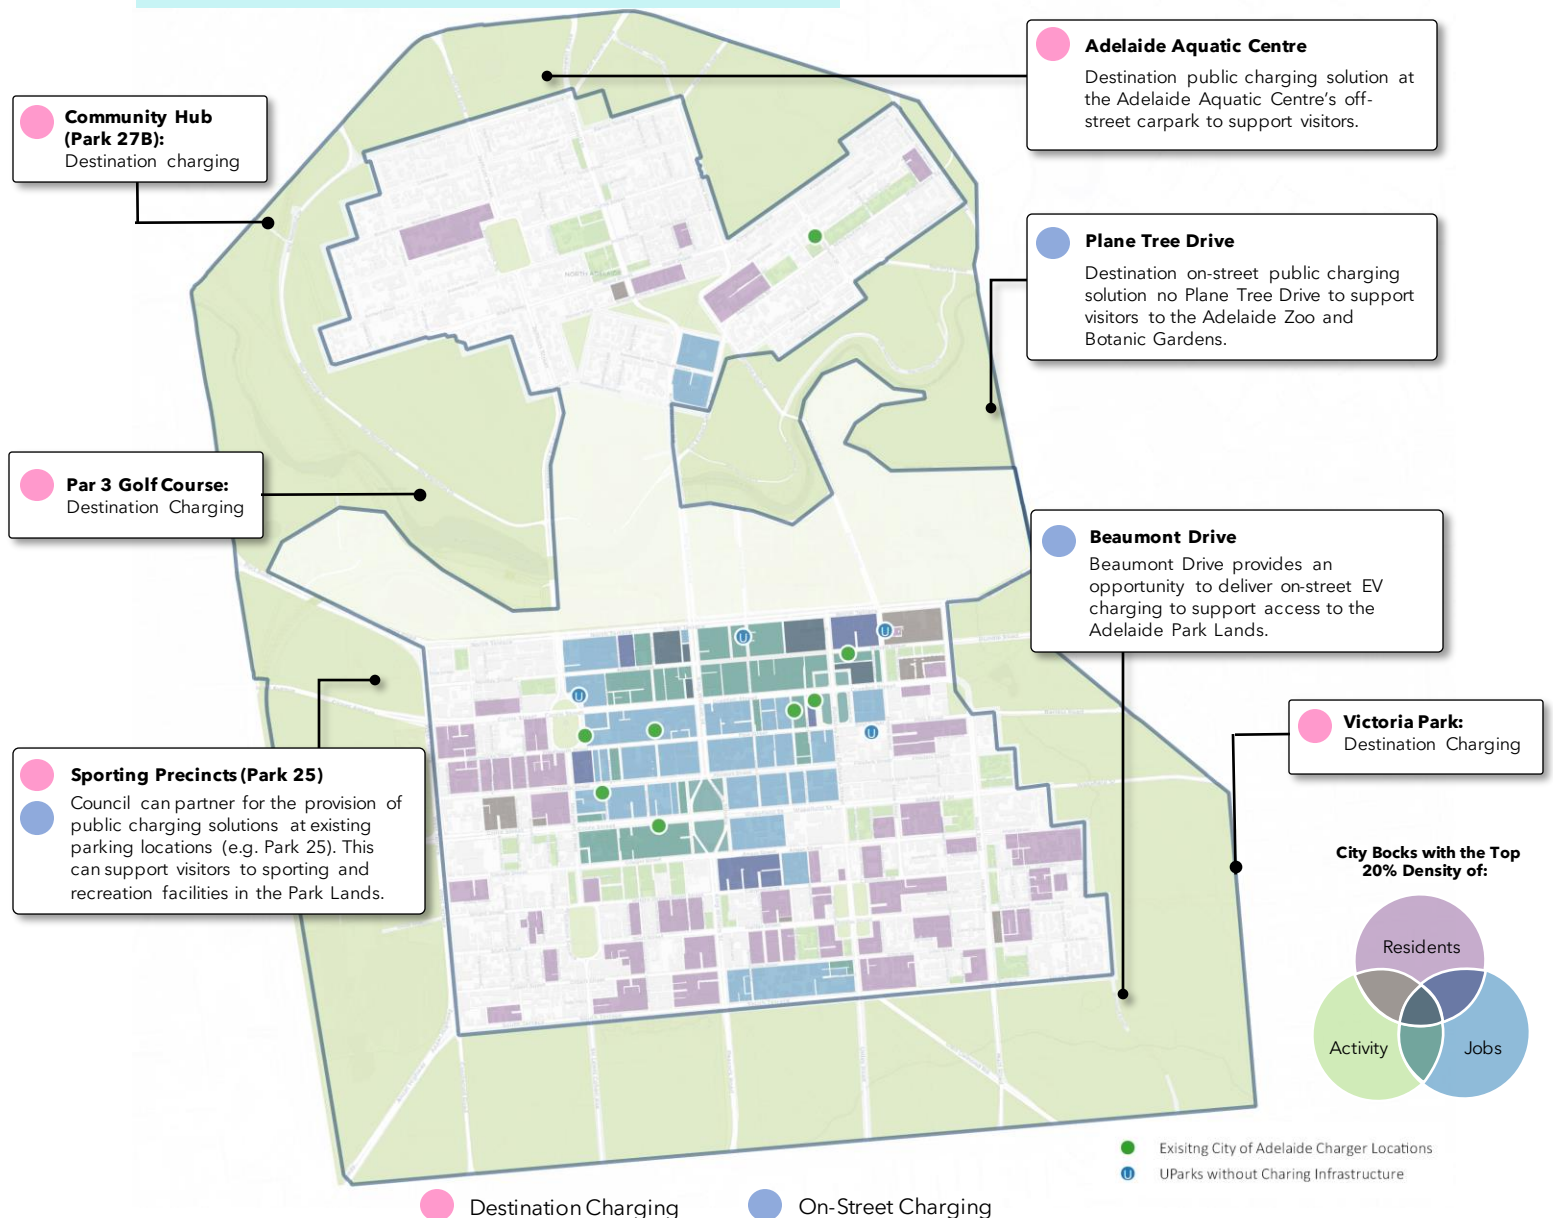 Adelaide Aquatic Centre
Destination public charging solution at
the Adelaide Aquatic Centre's off-
street carpark to support visitors.
Community Hub
(Park 27B):
Destination charging
Plane Tree Drive
Destination on-street public charging
solution no Plane Tree Drive to support
visitors to the Adelaide Zoo and
Botanic Gardens.
Par 3 Golf Course:
Destination Charging
Beaumont Drive
Beaumont Drive provides an
opportunity to deliver on-street EV
charging to support access to the
Adelaide Park Lands.
Victoria Park:
Destination Charging
Sporting Precincts (Park 25)
Council can partner for the provision of
public charging solutions at existing
parking locations (e.g. Park 25). This
can support visitors to sporting and
recreation facilities in the Park Lands.
City Bocks with the Top
20% Density of:
Residents
Activity
Jobs
Exisitng City of Adelaide Charger Locations
U UParks without Charing Infrastructure
Destination Charging
On-Street Charging
U
U
U
U